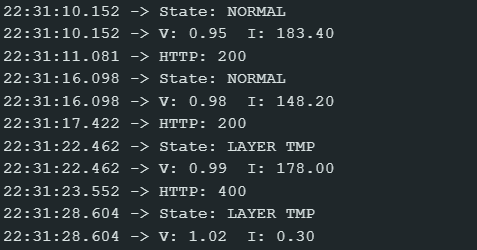 22:31:10.152 -> State: NORMAL
22:31:10.152 -> V: 0.95  I: 183.40
22:31:11.081 -> HTTP: 200
22:31:16.098 -> State: NORMAL
22:31:16.098 -> V: 0.98  I: 148.20
22:31:17.422 -> HTTP: 200
22:31:22.462 -> State: LAYER TMP
22:31:22.462 -> V: 0.99  I: 178.00
22:31:23.552 -> HTTP: 400
22:31:28.604 -> State: LAYER TMP
22:31:28.604 -> V: 1.02  I: 0.30